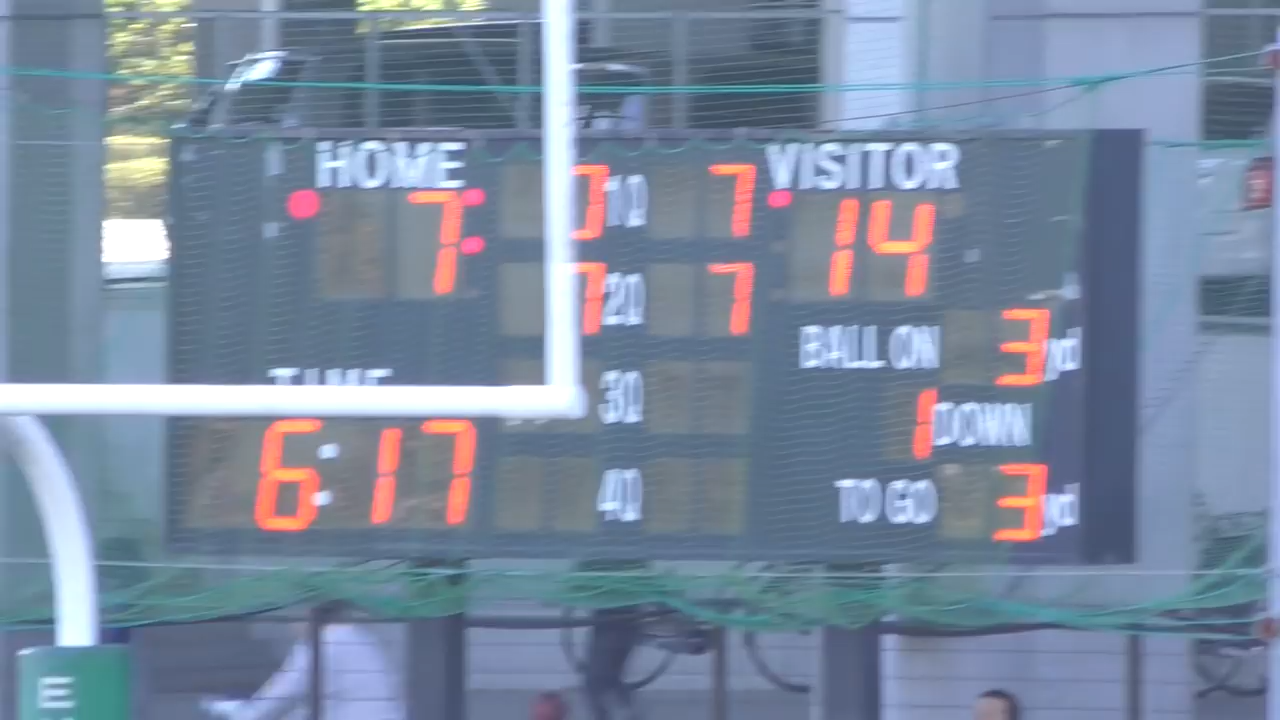 HOME VISITOR
0 1Q 7
7 14
7 2Q 7
BALL ON 3 yd
TIME
3Q
1 DOWN
6:17
4Q
TO GO 3 yd
E